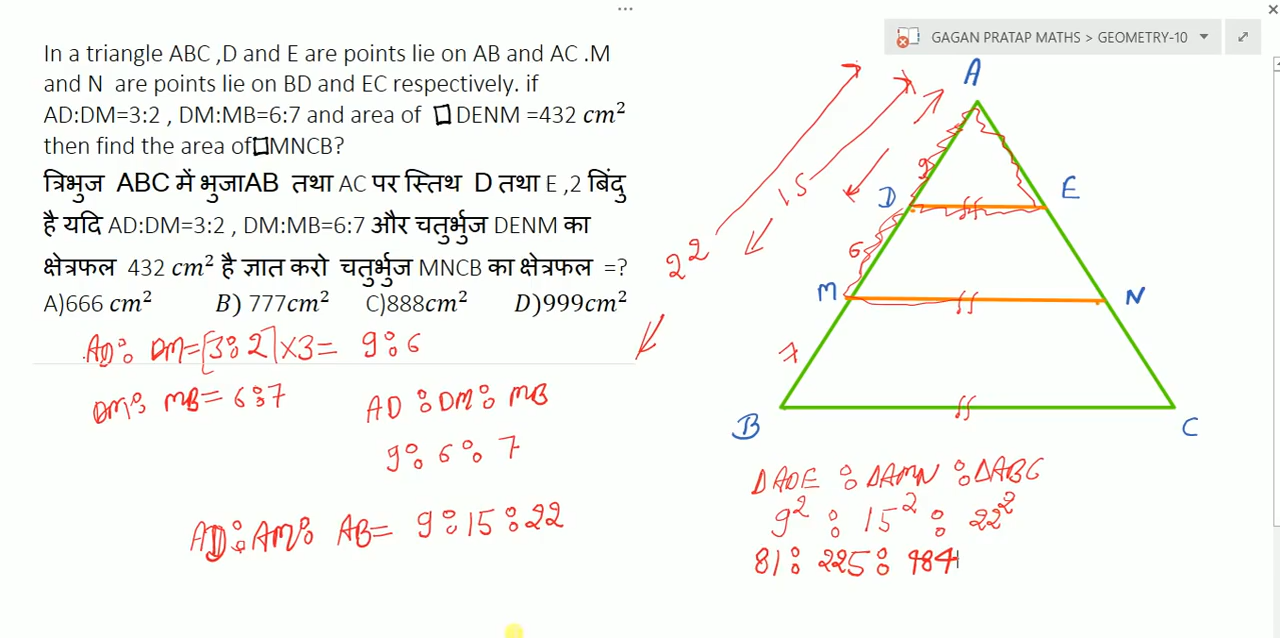 GAGAN PRATAP MATHS > GEOMETRY-10
In a triangle ABC ,D and E are points lie on AB and AC .M
and N are points lie on BD and EC respectively. if
AD:DM=3:2 , DM:MB=6:7 and area of □DENM =432 𝑐𝑚²
then find the area of□MNCB?
त्रिभुज ABC में भुजाAB तथा AC पर स्तिथ D तथा E ,2 बिंदु
है यदि AD:DM=3:2 , DM:MB=6:7 और चतुर्भुज DENM का
क्षेत्रफल 432 𝑐𝑚² है ज्ञात करो चतुर्भुज MNCB का क्षेत्रफल =?
A)666 𝑐𝑚² B) 777𝑐𝑚² C)888𝑐𝑚² D)999𝑐𝑚²
AD: DM=[3:2]×3= 9:6
DM: MB= 6:7
AD:DM: MB
9: 6: 7
AD:AM: AB= 9:15:22
A
9
D
E
15
6
22
M
N
7
B
C
ΔADE : ΔAMN : ΔABC
9² : 15² : 22²
81: 225: 484